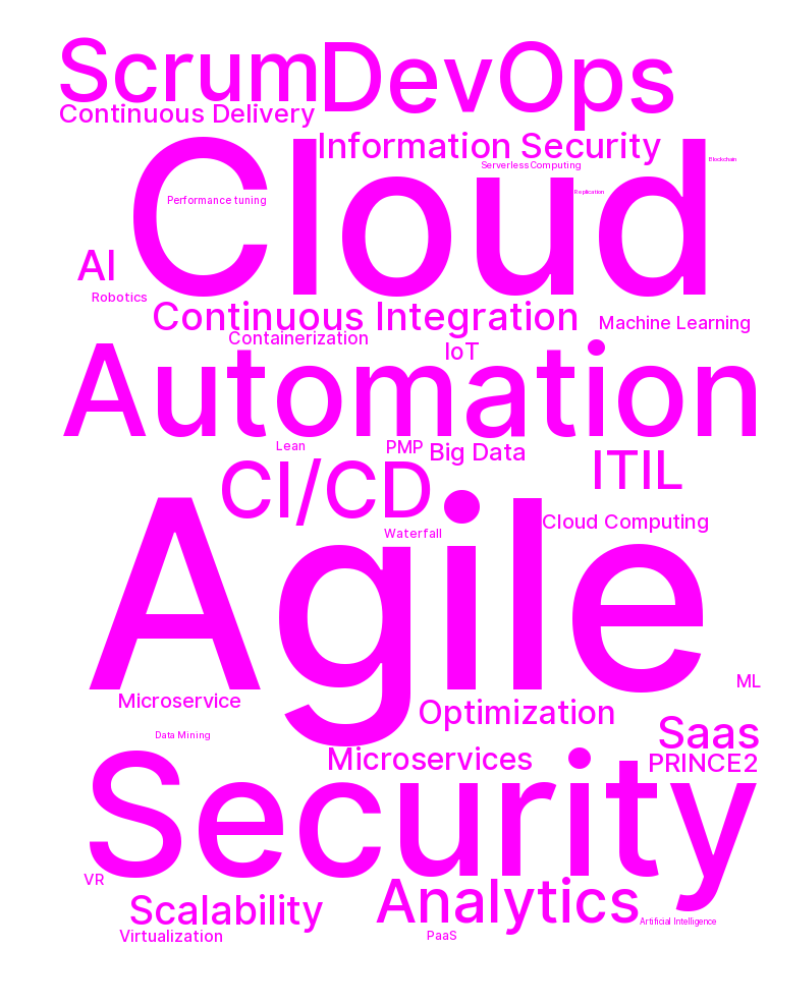 Scrum
DevOps
Continuous Delivery
Information Security
Cloud
Serverless Computing
Blockchain
Replication
Performance tuning
AI
Robotics
Continuous Integration
Machine Learning
Containerization
IoT
Automation
Lean
PMP
Big Data
ITIL
CI/CD
Cloud Computing
Waterfall
Agile
ML
Microservice
Optimization
Data Mining
Saas
Microservices
PRINCE2
Security
VR
Analytics
Scalability
Artificial Intelligence
Virtualization
PaaS